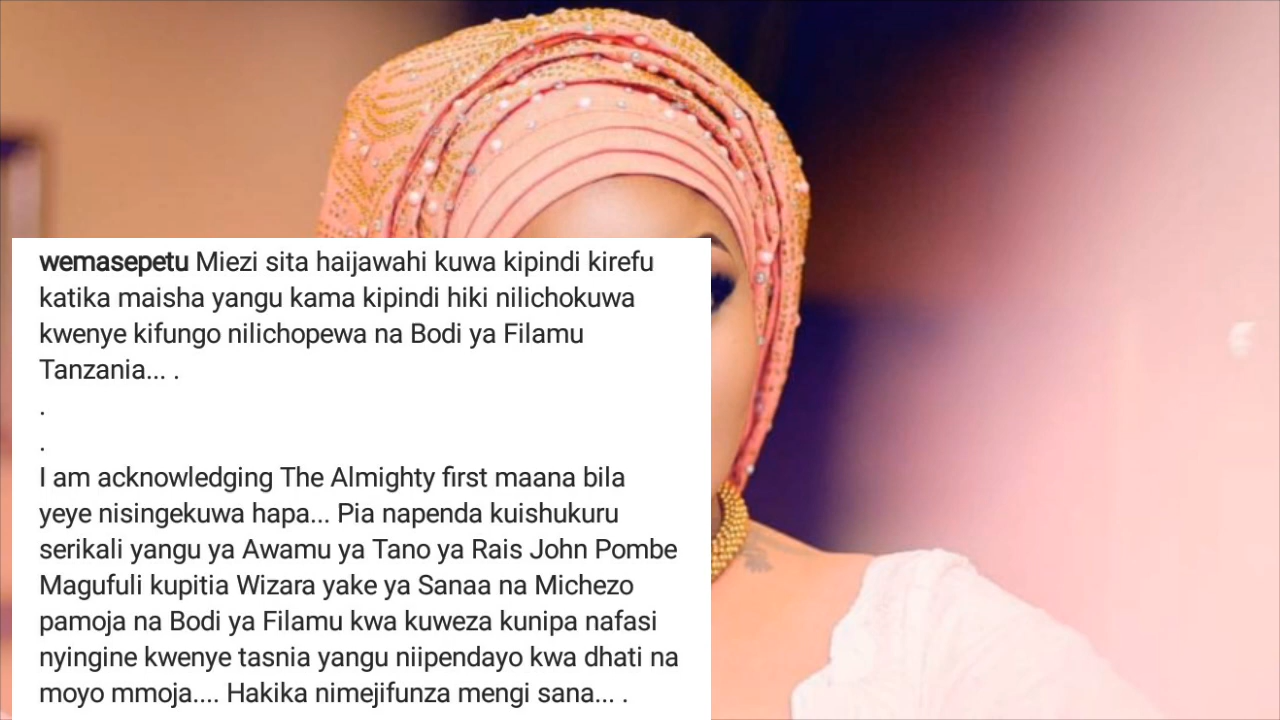 wemasepetu Miezi sita haijawahi kuwa kipindi kirefu
katika maisha yangu kama kipindi hiki nilichokuwa
kwenye kifungo nilichopewa na Bodi ya Filamu
Tanzania... .
.
.
I am acknowledging The Almighty first maana bila
yeye nisingekuwa hapa... Pia napenda kuishukuru
serikali yangu ya Awamu ya Tano ya Rais John Pombe
Magufuli kupitia Wizara yake ya Sanaa na Michezo
pamoja na Bodi ya Filamu kwa kuweza kunipa nafasi
nyingine kwenye tasnia yangu niipendayo kwa dhati na
moyo mmoja.... Hakika nimejifunza mengi sana... .